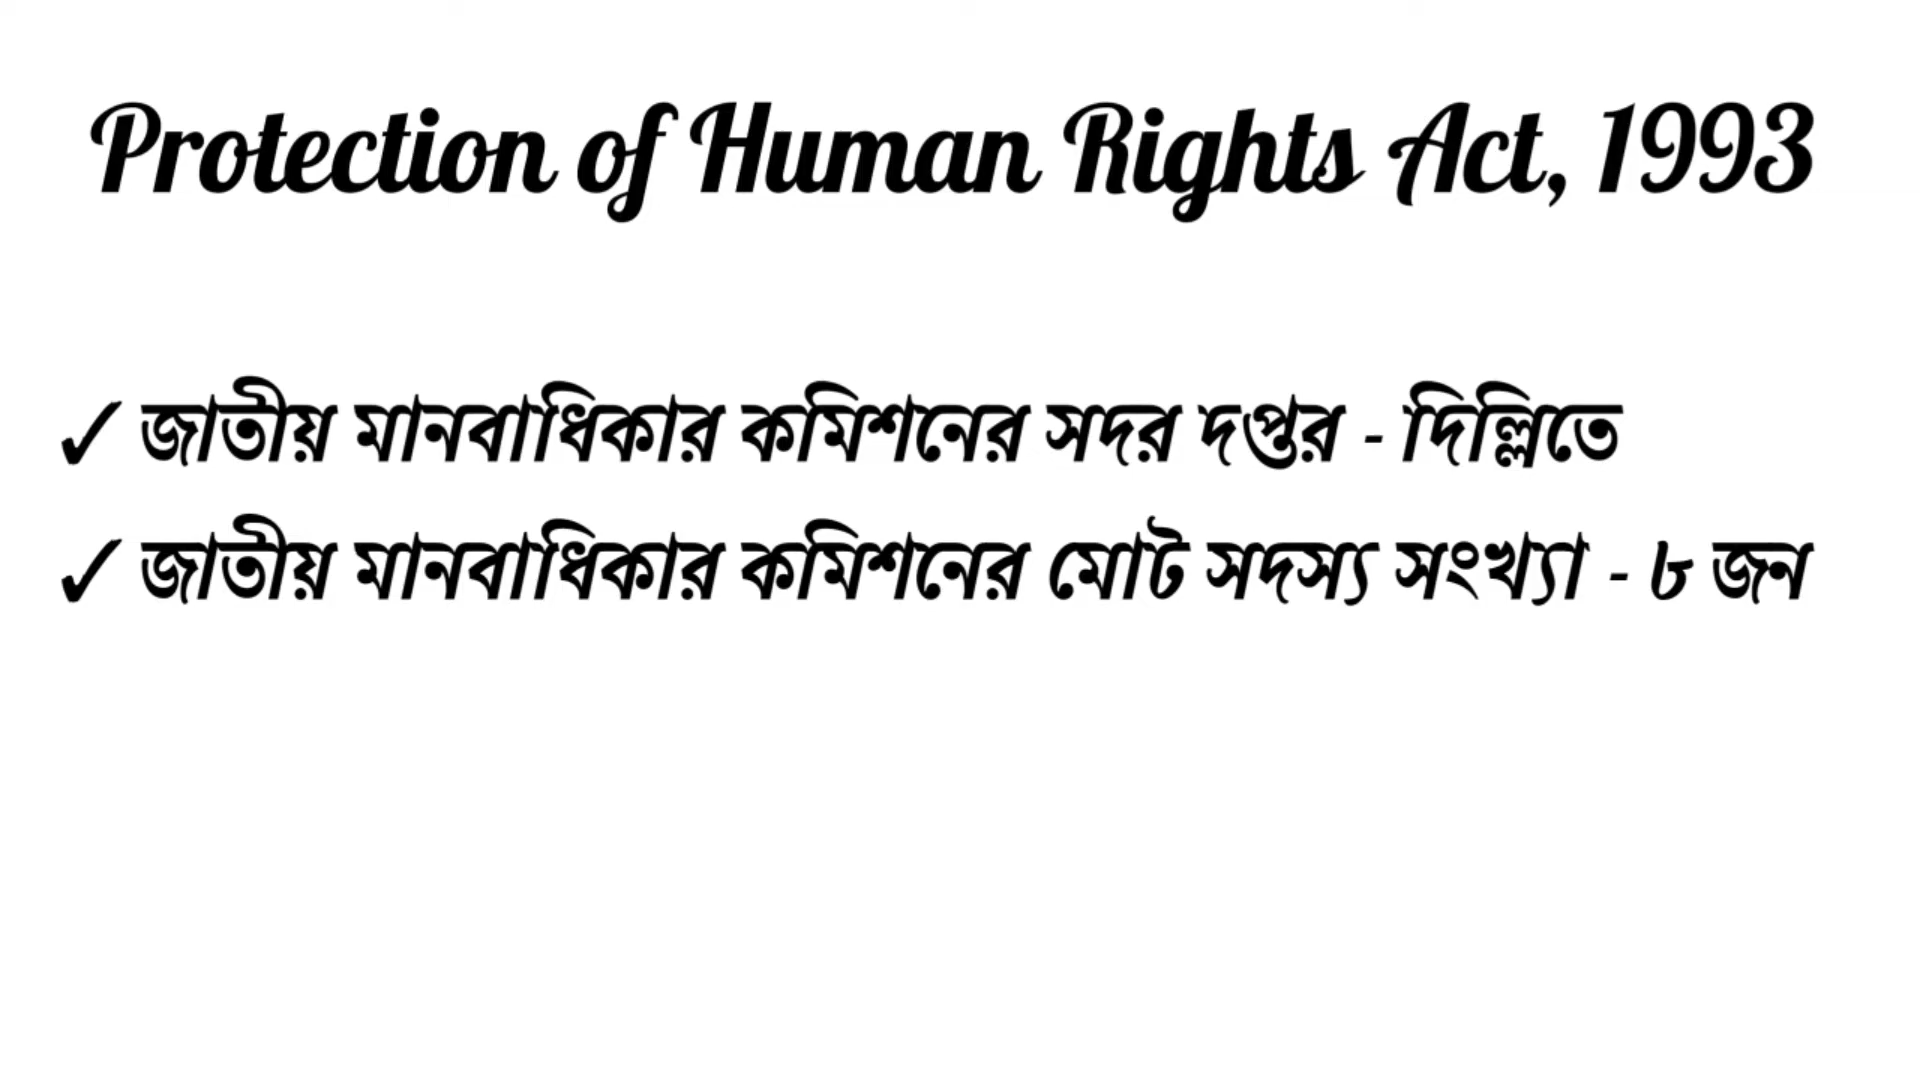 Protection of Human Rights Act, 1993
✓ জাতীয় মানবাধিকার কমিশনের সদর দপ্তর - দিল্লিতে
✓ জাতীয় মানবাধিকার কমিশনের মোট সদস্য সংখ্যা - ৮ জন